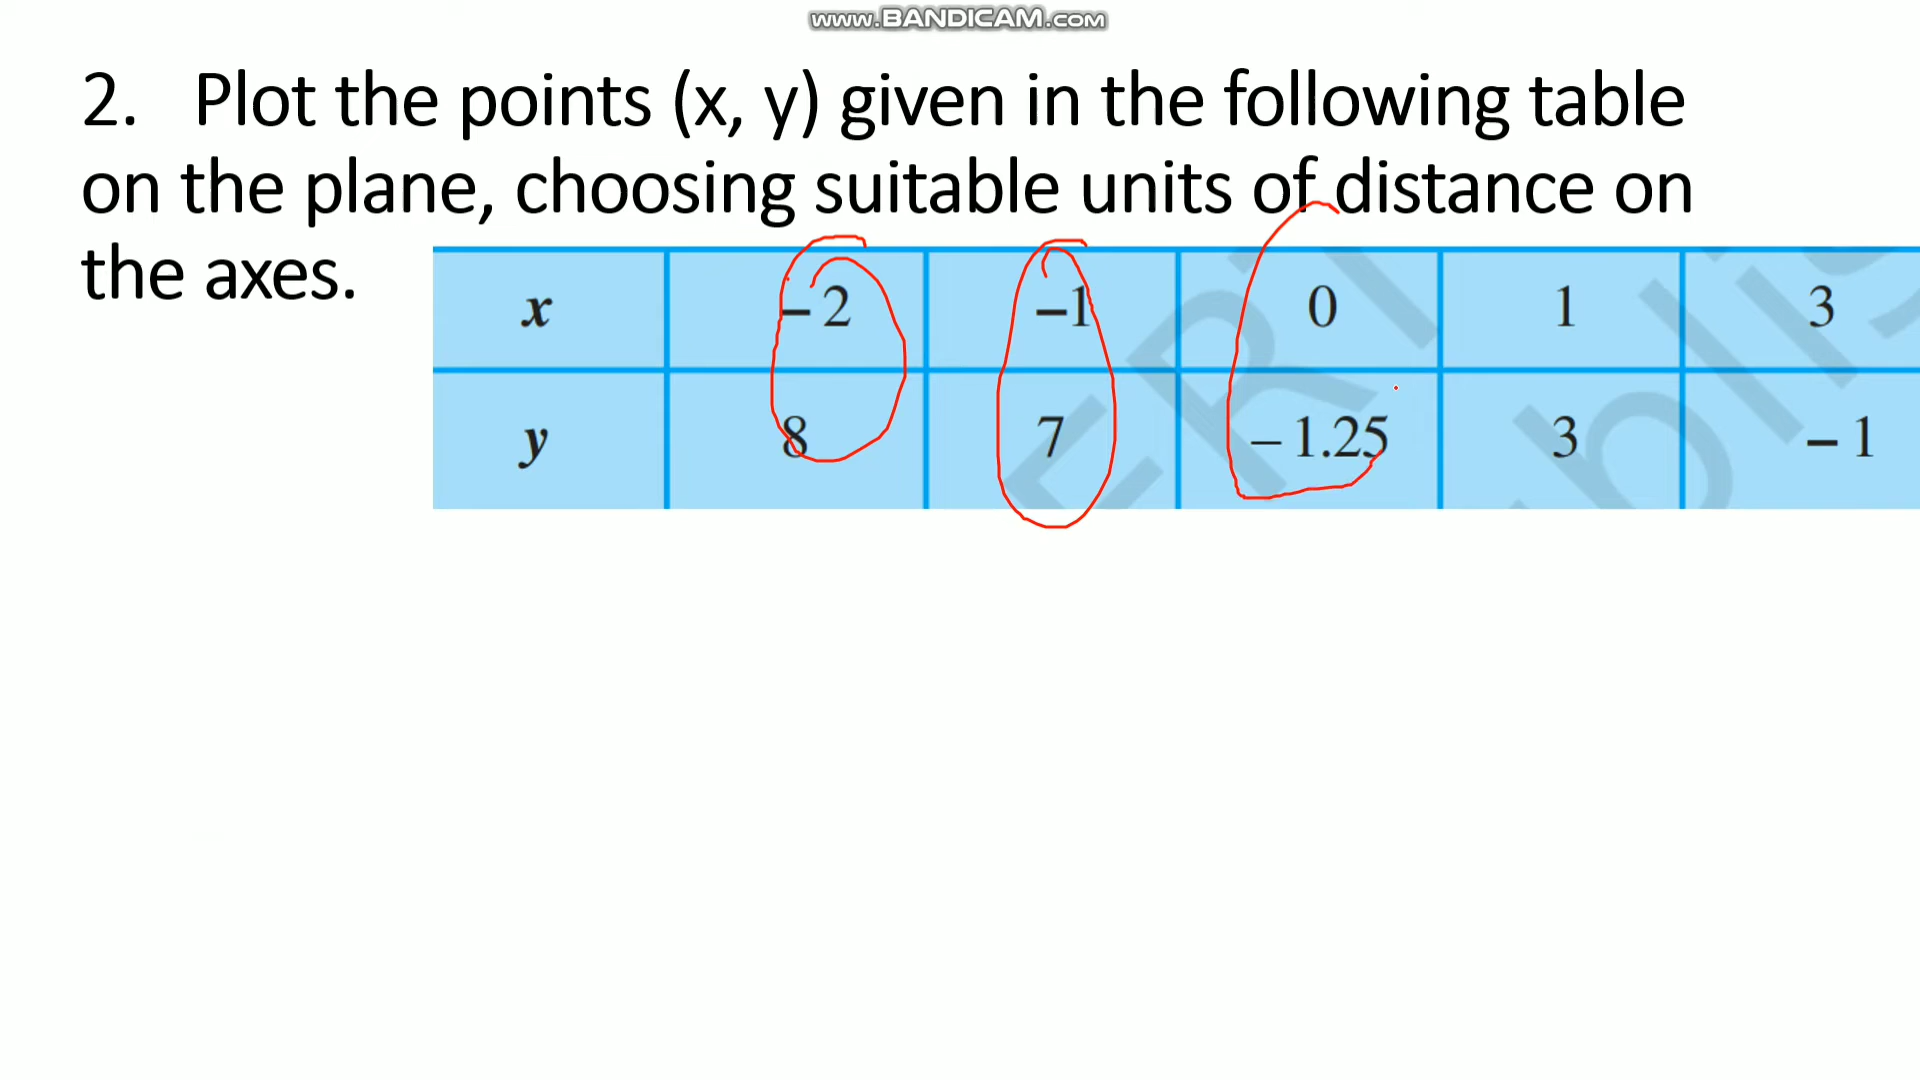 www.BANDICAM.com
2. Plot the points (x, y) given in the following table
on the plane, choosing suitable units of distance on
the axes.
x – 2 –1 0 1 3
y 8 7 – 1.25 3 – 1